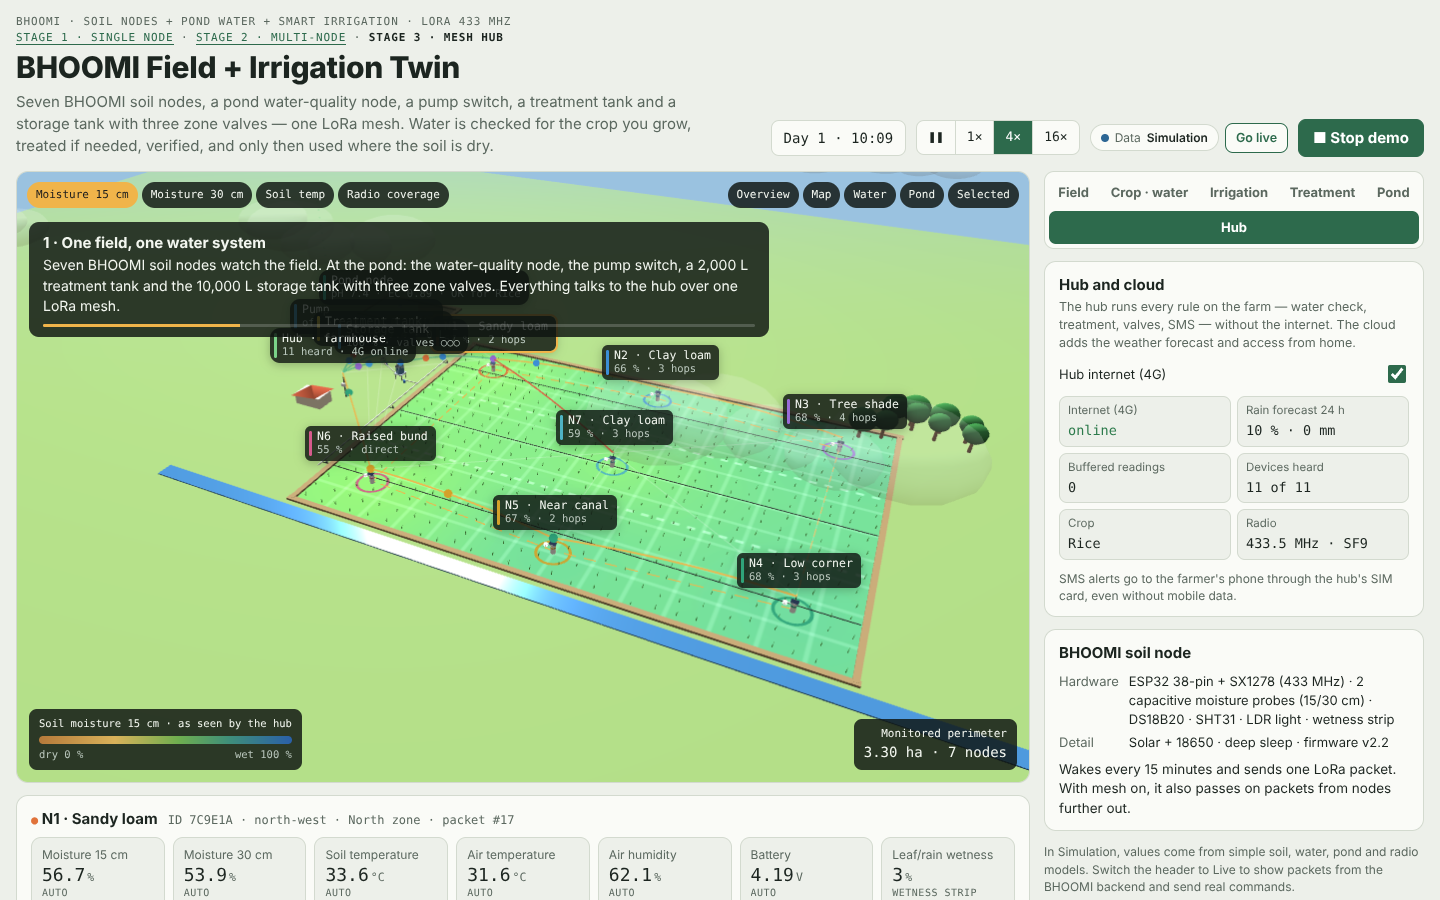 BHOOMI · SOIL NODES + POND WATER + SMART IRRIGATION · LORA 433 MHZ
STAGE 1 · SINGLE NODE · STAGE 2 · MULTI-NODE · STAGE 3 · MESH HUB
BHOOMI Field + Irrigation Twin
Seven BHOOMI soil nodes, a pond water-quality node, a pump switch, a treatment tank and a
storage tank with three zone valves — one LoRa mesh. Water is checked for the crop you grow,
treated if needed, verified, and only then used where the soil is dry.
Day 1 · 10:09
1×
4×
16×
Data Simulation
Go live
Stop demo
Moisture 15 cm
Moisture 30 cm
Soil temp
Radio coverage
Overview
Map
Water
Pond
Selected
1 · One field, one water system
Seven BHOOMI soil nodes watch the field. At the pond: the water-quality node, the pump switch, a 2,000 L
treatment tank and the 10,000 L storage tank with three zone valves. Everything talks to the hub over one
LoRa mesh.
Pump
Sandy loam
· 2 hops
Hub · farmhouse
11 heard · 4G online
N2 · Clay loam
66 % · 3 hops
N3 · Tree shade
68 % · 4 hops
N7 · Clay loam
59 % · 3 hops
N6 · Raised bund
55 % · direct
N5 · Near canal
67 % · 2 hops
N4 · Low corner
68 % · 3 hops
Soil moisture 15 cm · as seen by the hub
dry 0 %
wet 100 %
Monitored perimeter
3.30 ha · 7 nodes
N1 · Sandy loam ID 7C9E1A · north-west · North zone · packet #17
Moisture 15 cm
56.7 %
AUTO
Moisture 30 cm
53.9 %
AUTO
Soil temperature
33.6 °C
AUTO
Air temperature
31.6 °C
AUTO
Air humidity
62.1 %
AUTO
Battery
4.19 V
AUTO
Leaf/rain wetness
3 %
WETNESS STRIP
Field
Crop · water
Irrigation
Treatment
Pond
Hub
Hub and cloud
The hub runs every rule on the farm — water check,
treatment, valves, SMS — without the internet. The cloud
adds the weather forecast and access from home.
Hub internet (4G)
Internet (4G)
online
Rain forecast 24 h
10 % · 0 mm
Buffered readings
0
Devices heard
11 of 11
Crop
Rice
Radio
433.5 MHz · SF9
SMS alerts go to the farmer's phone through the hub's SIM
card, even without mobile data.
BHOOMI soil node
Hardware ESP32 38-pin + SX1278 (433 MHz) · 2
capacitive moisture probes (15/30 cm) ·
DS18B20 · SHT31 · LDR light · wetness strip
Detail Solar + 18650 · deep sleep · firmware v2.2
Wakes every 15 minutes and sends one LoRa packet.
With mesh on, it also passes on packets from nodes
further out.
In Simulation, values come from simple soil, water, pond and radio
models. Switch the header to Live to show packets from the
BHOOMI backend and send real commands.